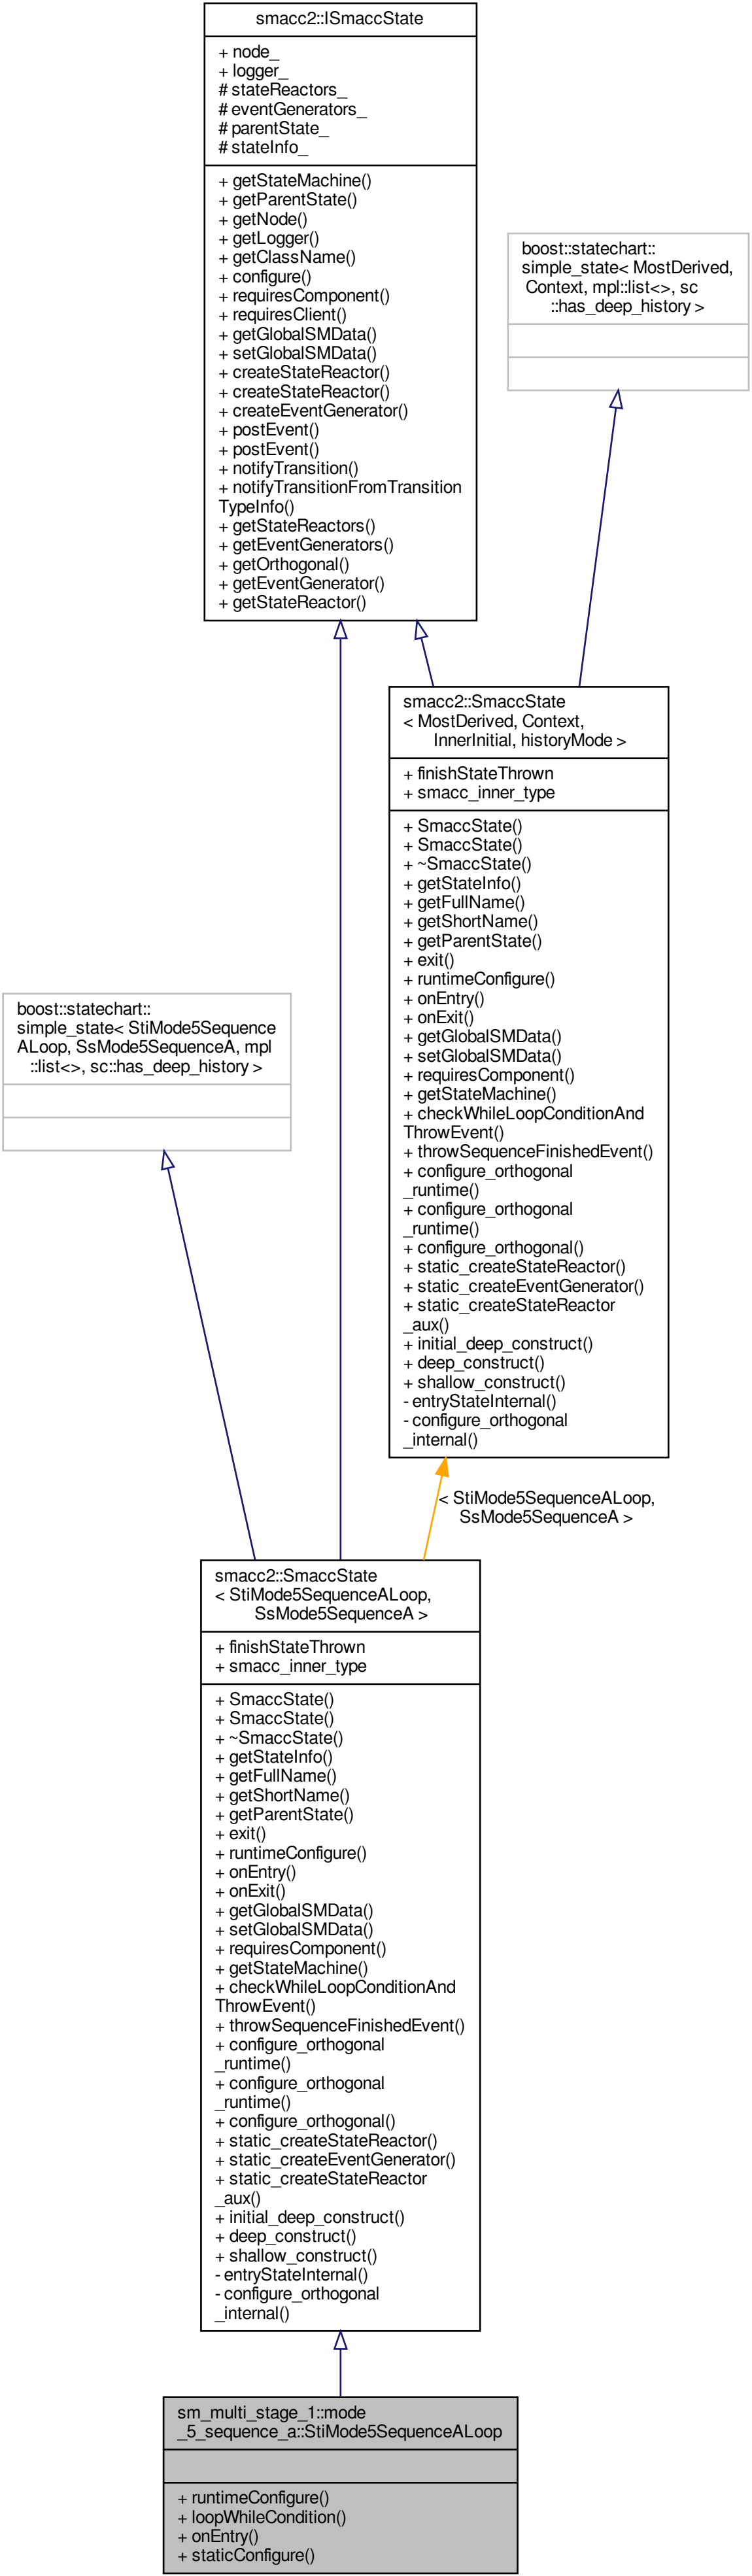 smacc2::ISmaccState
+ node_
+ logger_
# stateReactors_
# eventGenerators_
# parentState_
# stateInfo_
+ getStateMachine()
+ getParentState()
+ getNode()
+ getLogger()
+ getClassName()
+ configure()
+ requiresComponent()
+ requiresClient()
+ getGlobalSMData()
+ setGlobalSMData()
+ createStateReactor()
+ createStateReactor()
+ createEventGenerator()
+ postEvent()
+ postEvent()
+ notifyTransition()
+ notifyTransitionFromTransition
TypeInfo()
+ getStateReactors()
+ getEventGenerators()
+ getOrthogonal()
+ getEventGenerator()
+ getStateReactor()
boost::statechart::
simple_state< MostDerived,
Context, mpl::list<>, sc
::has_deep_history >
smacc2::SmaccState
< MostDerived, Context,
InnerInitial, historyMode >
+ finishStateThrown
+ smacc_inner_type
+ SmaccState()
+ SmaccState()
+ ~SmaccState()
+ getStateInfo()
+ getFullName()
+ getShortName()
+ getParentState()
+ exit()
+ runtimeConfigure()
+ onEntry()
+ onExit()
+ getGlobalSMData()
+ setGlobalSMData()
+ requiresComponent()
+ getStateMachine()
+ checkWhileLoopConditionAnd
ThrowEvent()
+ throwSequenceFinishedEvent()
+ configure_orthogonal
_runtime()
+ configure_orthogonal
_runtime()
+ configure_orthogonal()
+ static_createStateReactor()
+ static_createEventGenerator()
+ static_createStateReactor
_aux()
+ initial_deep_construct()
+ deep_construct()
+ shallow_construct()
- entryStateInternal()
- configure_orthogonal
_internal()
boost::statechart::
simple_state< StiMode5Sequence
ALoop, SsMode5SequenceA, mpl
::list<>, sc::has_deep_history >
< StiMode5SequenceALoop,
SsMode5SequenceA >
smacc2::SmaccState
< StiMode5SequenceALoop,
SsMode5SequenceA >
+ finishStateThrown
+ smacc_inner_type
+ SmaccState()
+ SmaccState()
+ ~SmaccState()
+ getStateInfo()
+ getFullName()
+ getShortName()
+ getParentState()
+ exit()
+ runtimeConfigure()
+ onEntry()
+ onExit()
+ getGlobalSMData()
+ setGlobalSMData()
+ requiresComponent()
+ getStateMachine()
+ checkWhileLoopConditionAnd
ThrowEvent()
+ throwSequenceFinishedEvent()
+ configure_orthogonal
_runtime()
+ configure_orthogonal
_runtime()
+ configure_orthogonal()
+ static_createStateReactor()
+ static_createEventGenerator()
+ static_createStateReactor
_aux()
+ initial_deep_construct()
+ deep_construct()
+ shallow_construct()
- entryStateInternal()
- configure_orthogonal
_internal()
sm_multi_stage_1::mode
_5_sequence_a::StiMode5SequenceALoop
+ runtimeConfigure()
+ loopWhileCondition()
+ onEntry()
+ staticConfigure()